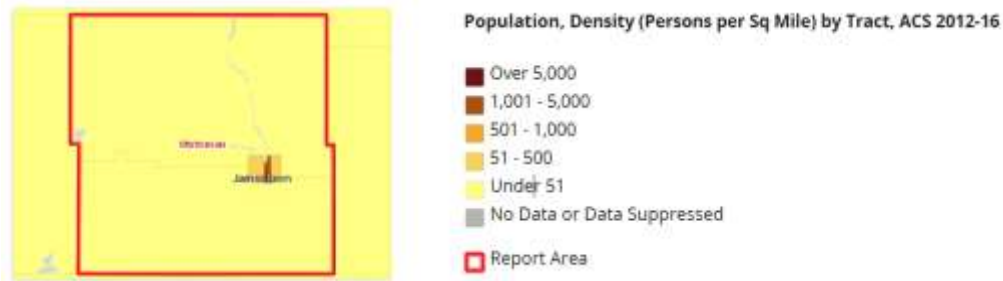 Population, Density (Persons per Sq Mile) by Tract, ACS 2012-16
Over 5,000
1,001 - 5,000
501 - 1,000
51 - 500
Under 51
No Data or Data Suppressed
Report Area